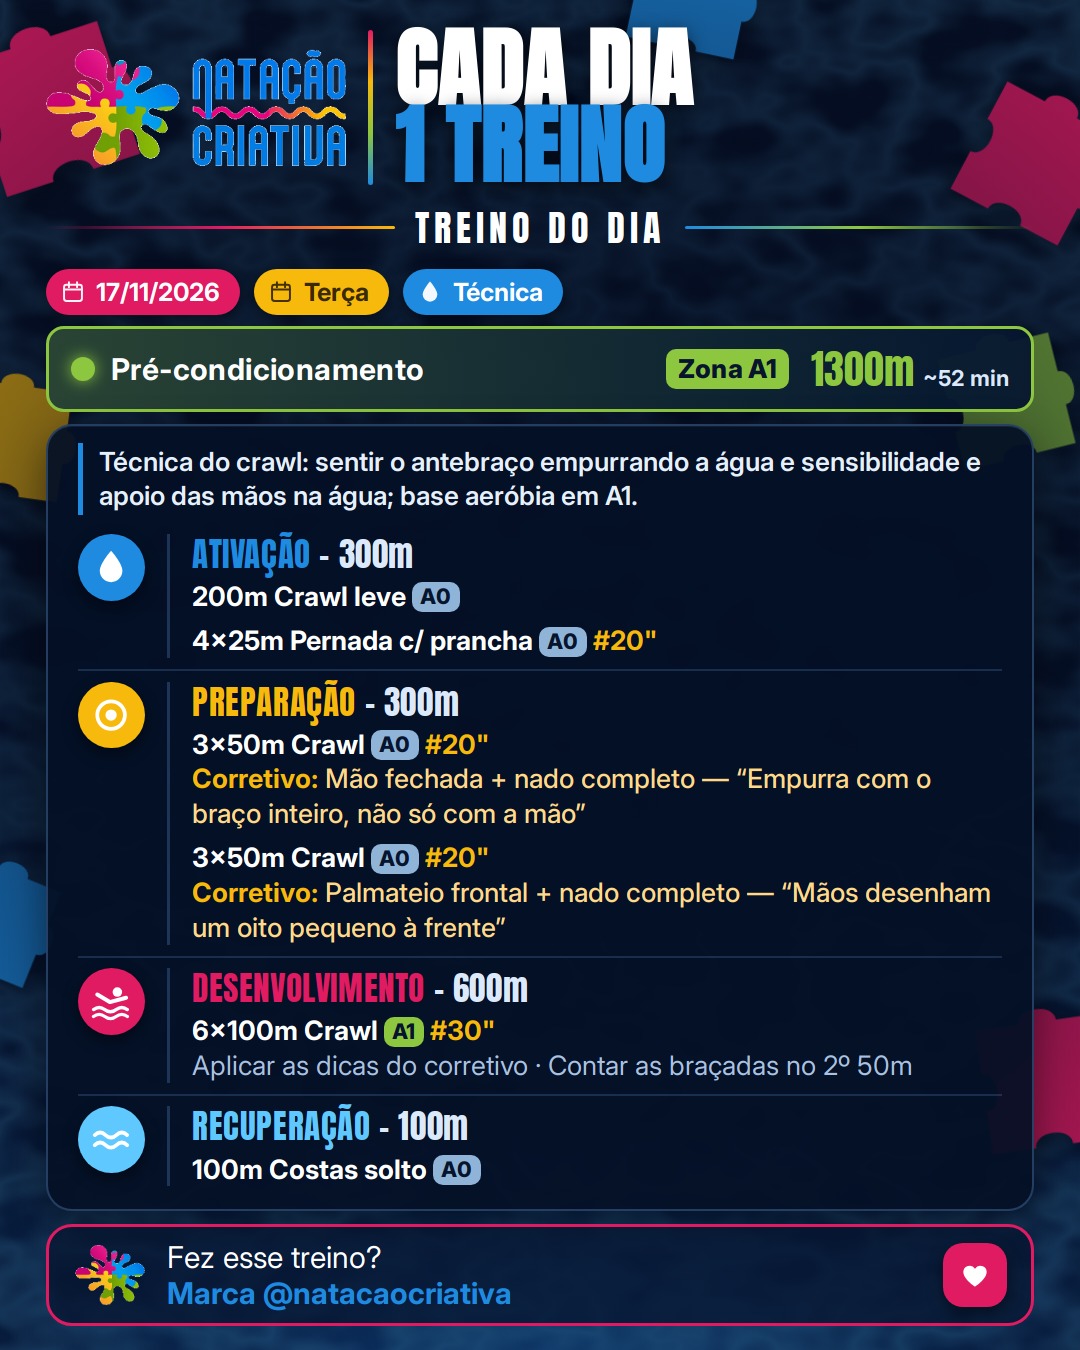 NATAÇÃO
CRIATIVA
CADA DIA
1 TREINO
TREINO DO DIA
17/11/2026
Terça
Técnica
Pré-condicionamento
Zona A1
1300m ~52 min
Técnica do crawl: sentir o antebraço empurrando a água e sensibilidade e
apoio das mãos na água; base aeróbia em A1.
ATIVAÇÃO - 300m
200m Crawl leve A0
4×25m Pernada c/ prancha A0 #20"
PREPARAÇÃO - 300m
3×50m Crawl A0 #20"
Corretivo: Mão fechada + nado completo — “Empurra com o
braço inteiro, não só com a mão”
3×50m Crawl A0 #20"
Corretivo: Palmateio frontal + nado completo — “Mãos desenham
um oito pequeno à frente”
DESENVOLVIMENTO - 600m
6×100m Crawl A1 #30"
Aplicar as dicas do corretivo · Contar as braçadas no 2º 50m
RECUPERAÇÃO - 100m
100m Costas solto A0
Fez esse treino?
Marca @natacaocriativa